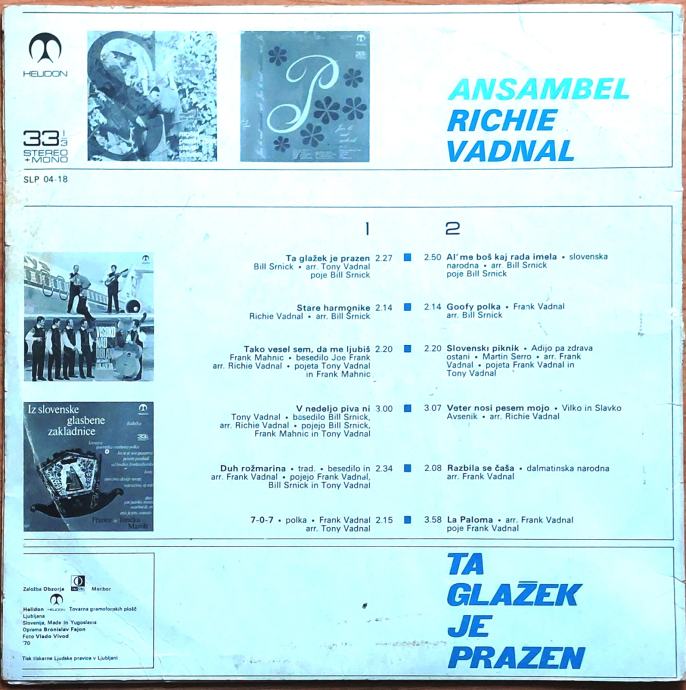 HELIDON
33 1/3
STEREO
+MONO
SLP 04-18
ANSAMBEL
RICHIE
VADNAL
1
2
Ta glažek je prazen 2.27
Bill Srnick • arr. Tony Vadnal
poje Bill Srnick
Stare harmonike 2.14
Richie Vadnal • arr. Bill Srnick
Tako vesel sem, da me ljubiš 2.20
Frank Mahnic • besedilo Joe Frank
arr. Richie Vadnal • pojeta Tony Vadnal
in Frank Mahnic
V nedeljo piva ni 3.00
Tony Vadnal • besedilo Bill Srnick,
arr. Richie Vadnal • pojejo Bill Srnick,
Frank Mahnic in Tony Vadnal
Duh rožmarina • trad. • besedilo in 2.34
arr. Frank Vadnal • pojejo Frank Vadnal,
Bill Srnick in Tony Vadnal
7-0-7 • polka • Frank Vadnal 2.15
arr. Tony Vadnal
2.50 Al' me boš kaj rada imela • slovenska
narodna • arr. Bill Srnick
poje Bill Srnick
2.14 Goofy polka • Frank Vadnal
arr. Bill Srnick
2.20 Slovenski piknik • Adijo pa zdrava
ostani • Martin Serro • arr. Frank
Vadnal • pojeta Frank Vadnal in
Tony Vadnal
3.07 Veter nosi pesem mojo • Vilko in Slavko
Avsenik • arr. Richie Vadnal
2.08 Razbila se čaša • dalmatinska narodna
arr. Frank Vadnal
3.58 La Paloma • arr. Frank Vadnal
poje Frank Vadnal
VISOKO
NAD
Iz slovenske
glasbene
zakladnice
Založba Obzorja Maribor
Helidon HELIDON Tovarna gramofonskih plošč
Ljubljana
Slovenija, Made in Yugoslavia
Oprema Bronislav Fajon
Foto Vlado Vivod
'70
Tisk tiskarne Ljudske pravice v Ljubljani
TA
GLAŽEK
JE
PRAZEN